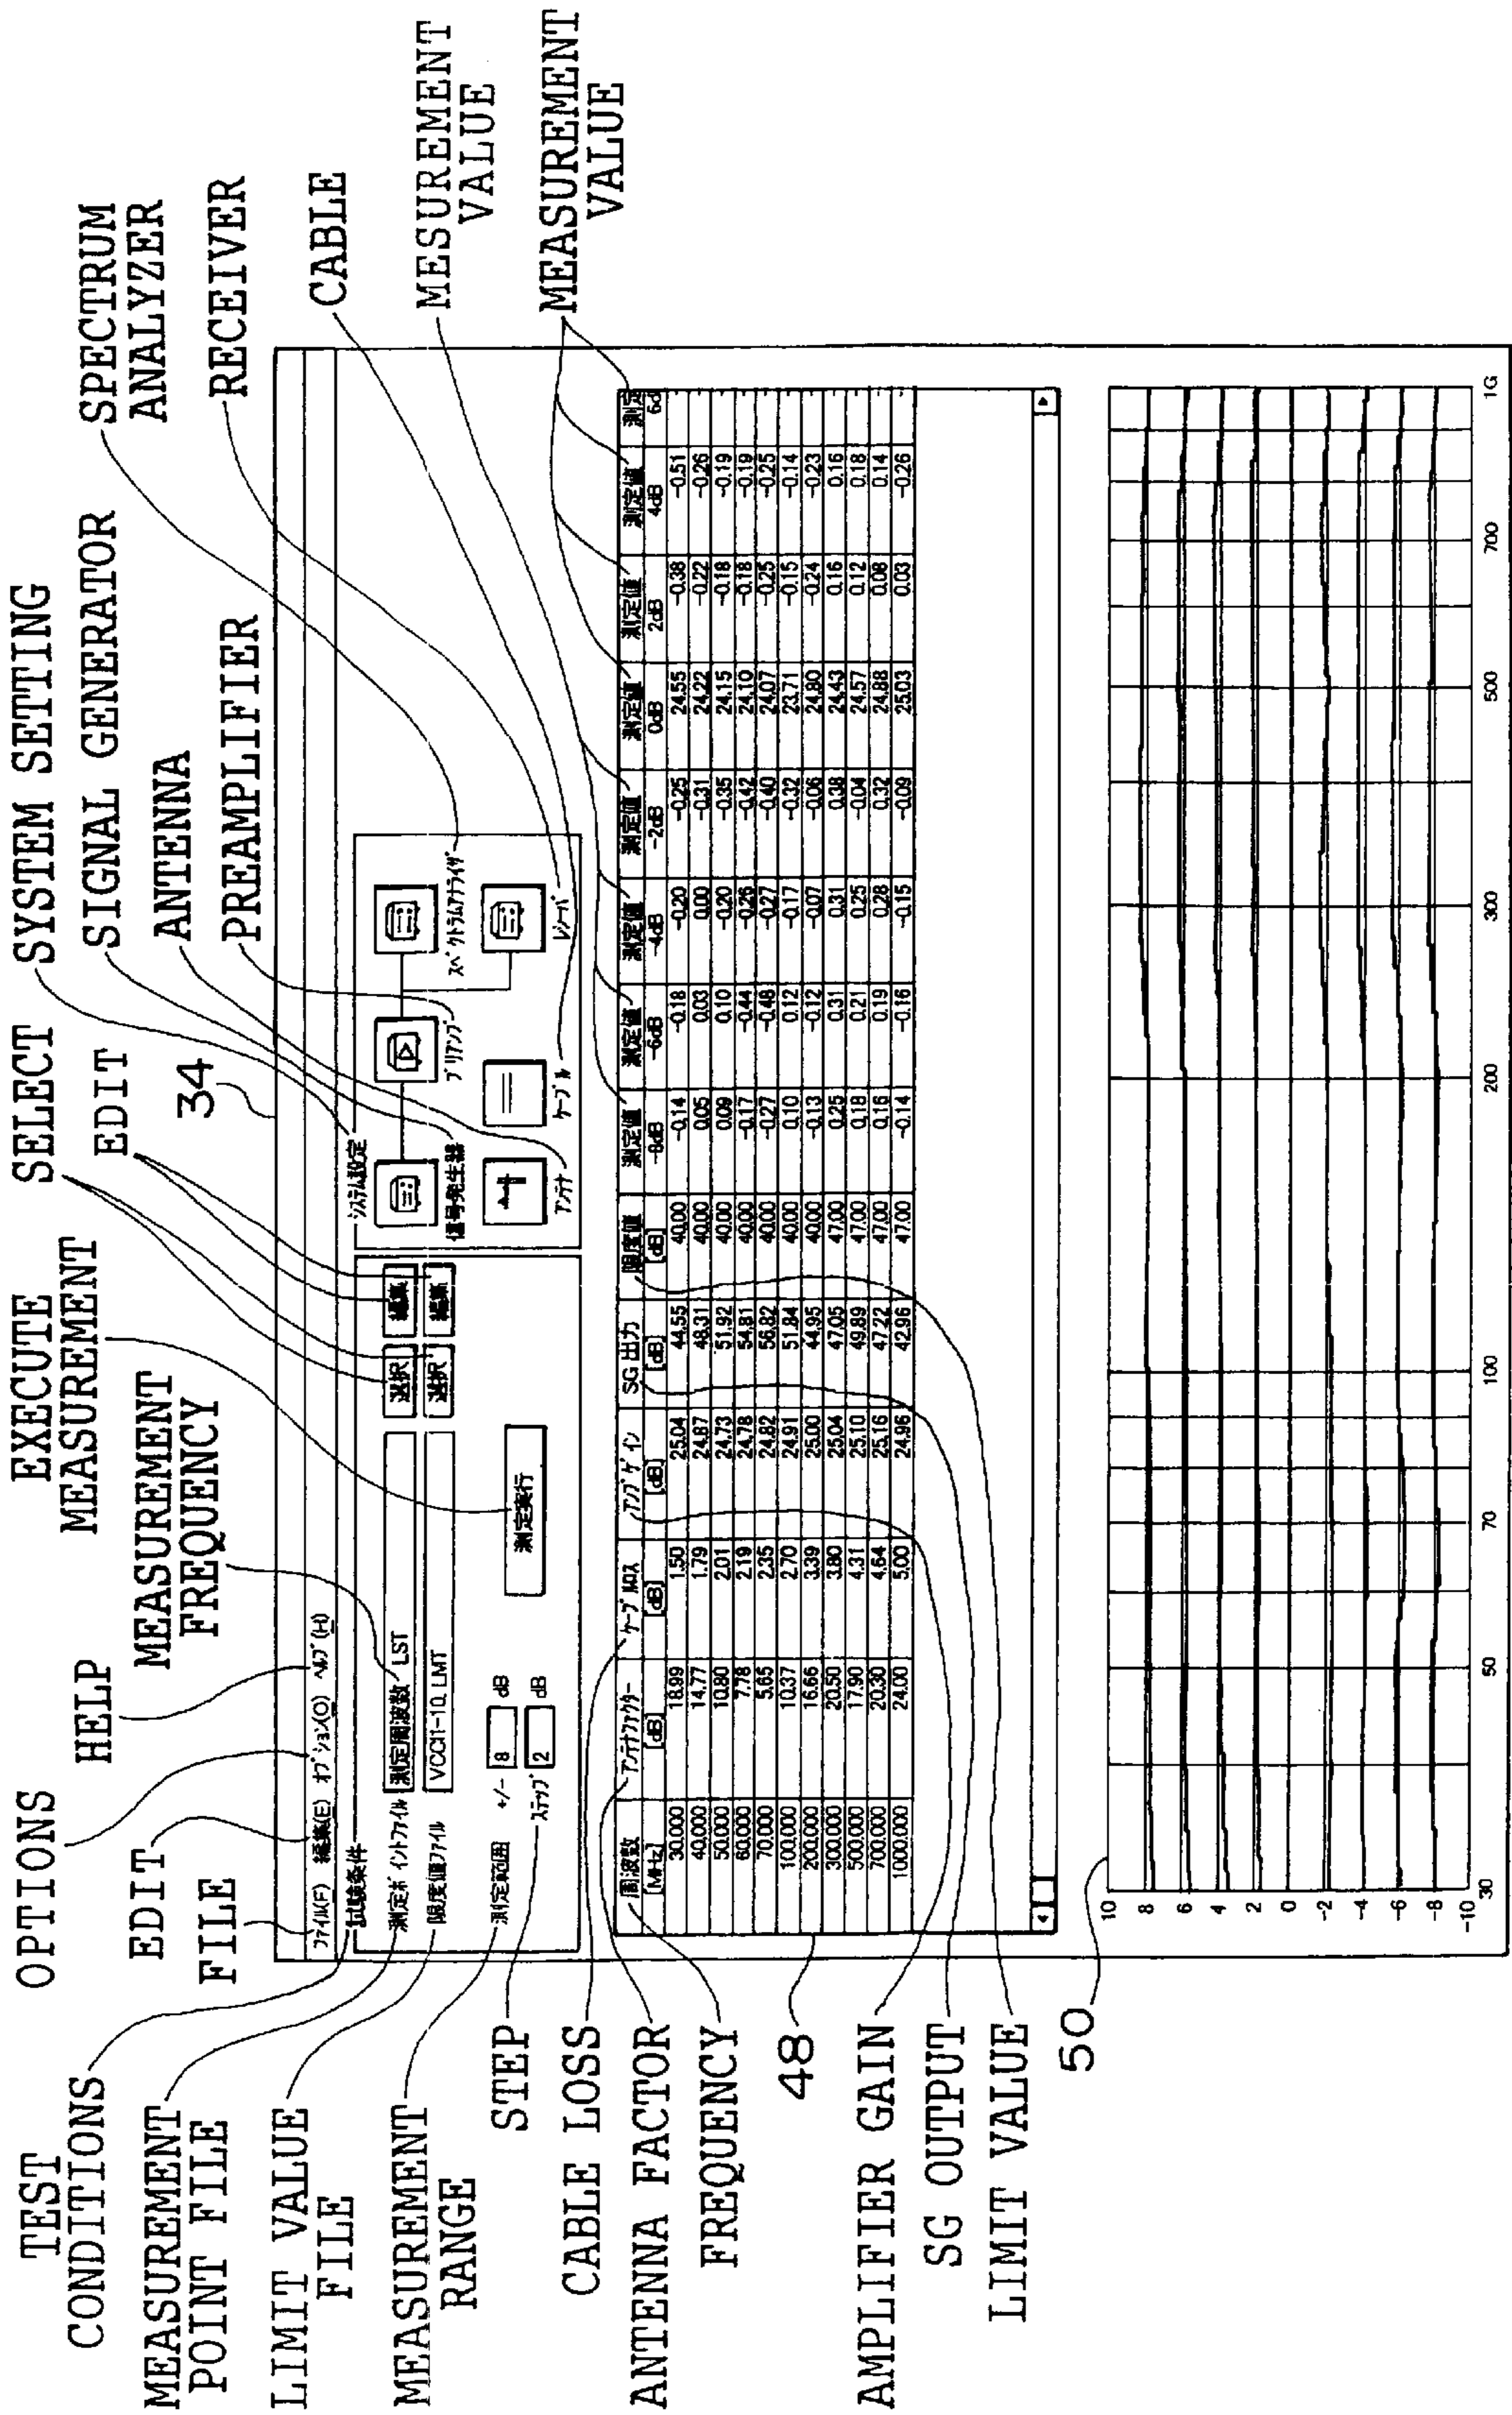 TEST
CONDITIONS
MEASUREMENT
POINT FILE
LIMIT VALUE
FILE
MEASUREMENT
RANGE
STEP
CABLE LOSS
ANTENNA FACTOR
FREQUENCY
48
AMPLIFIER GAIN
SG OUTPUT
LIMIT VALUE
50
OPTIONS
EDIT
FILE
HELP
MEASUREMENT
FREQUENCY
EXECUTE
MEASUREMENT
SELECT
EDIT
34
SYSTEM SETTING
SIGNAL GENERATOR
ANTENNA
PREAMPLIFIER
SPECTRUM
ANALYZER
RECEIVER
CABLE
MESUREMENT
VALUE
MEASUREMENT
VALUE
ファイル(F) 編集(E) オプション(O) ヘルプ(H)
試験条件
測定ポイントファイル 測定周波数 LST 選択 編集
限度値ファイル VCCI1-10.LMT 選択 編集
測定範囲 +/- 8 dB
ステップ 2 dB
測定実行
システム設定
信号発生器 プリアンプ スペクトラムアナライザ
アンテナ ケーブル レシーバ
周波数 アンテナファクター ケーブルロス アンプゲイン SG出力 限度値 測定値 測定値 測定値 測定値 測定値 測定値 測定値 測定
[MHz] [dB] [dB] [dB] [dB] [dB] -8dB -6dB -4dB -2dB 0dB 2dB 4dB 6d
30.000 18.99 1.50 25.04 44.55 40.00 -0.14 -0.18 -0.20 -0.25 24.55 -0.38 -0.51
40.000 14.77 1.79 24.87 48.31 40.00 0.05 0.03 0.00 -0.31 24.22 -0.22 -0.26
50.000 10.80 2.01 24.73 51.92 40.00 0.09 0.10 -0.20 -0.35 24.15 -0.18 -0.19
60.000 7.78 2.19 24.78 54.81 40.00 -0.17 -0.44 -0.26 -0.42 24.10 -0.18 -0.19
70.000 5.65 2.35 24.82 56.82 40.00 -0.27 -0.48 -0.27 -0.40 24.07 -0.25 -0.25
100.000 10.37 2.70 24.91 51.84 40.00 0.10 0.12 -0.17 -0.32 23.71 -0.15 -0.14
200.000 16.66 3.39 25.00 44.95 40.00 -0.13 -0.12 -0.07 -0.06 24.80 -0.24 -0.23
300.000 20.50 3.80 25.04 47.05 47.00 0.25 0.31 0.31 0.38 24.43 0.16 0.16
500.000 17.90 4.31 25.10 49.89 47.00 0.18 0.21 0.25 -0.04 24.57 0.12 0.18
700.000 20.30 4.64 25.16 47.22 47.00 0.16 0.19 0.28 0.32 24.88 0.08 0.14
1000.000 24.00 5.00 24.96 42.96 47.00 -0.14 -0.16 -0.15 -0.09 25.03 0.03 -0.26
10
8
6
4
2
0
-2
-4
-6
-8
-10
30 50 70 100 200 300 500 700 1G